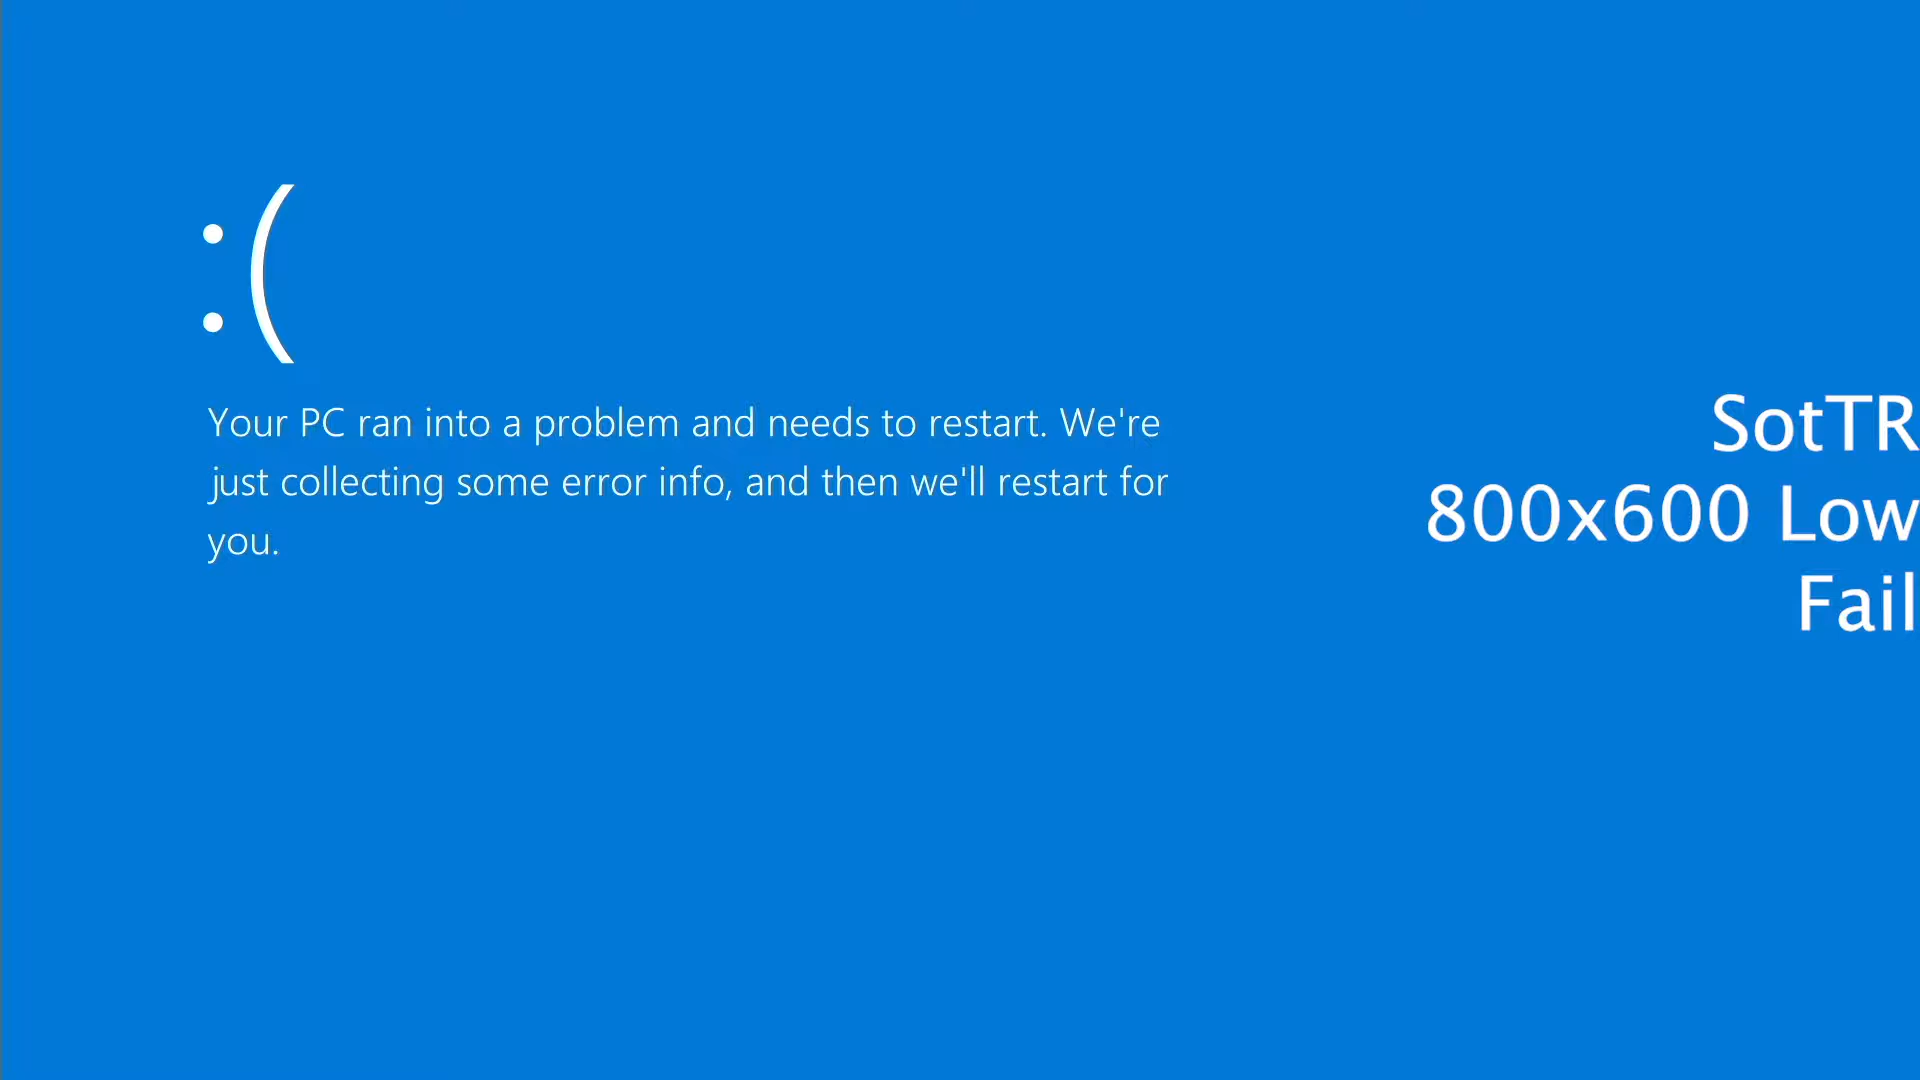 :(
Your PC ran into a problem and needs to restart. We're
just collecting some error info, and then we'll restart for
you.
SotTR
800x600 Low
Fail